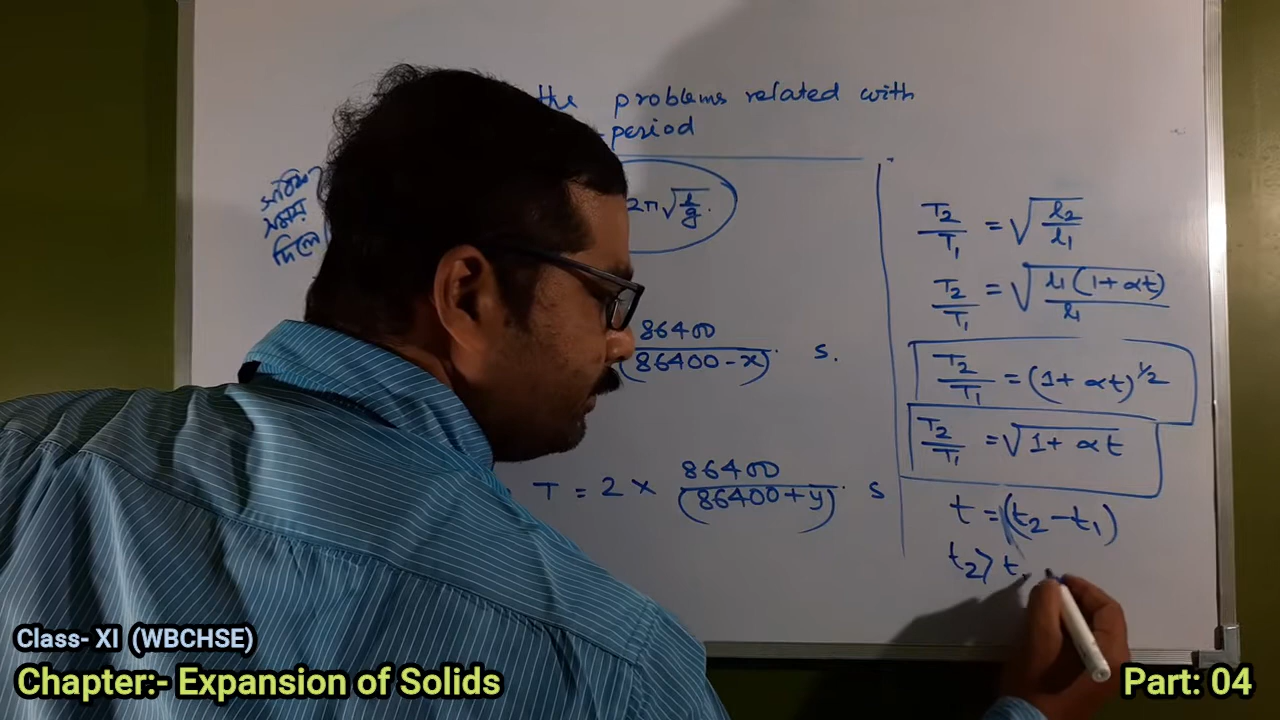 the problems related with
period
সঠিক
সময়
দিলে
2π√(l/g)
86400
(86400-x) s.
T = 2 × 86400/(86400+y) s
T₂/T₁ = √(l₂/l₁)
T₂/T₁ = √(l₁(1+αt)/l₁)
T₂/T₁ = (1+αt)^1/2
T₂/T₁ = √(1+αt)
t = (t₂-t₁)
t₂> t
Class- XI (WBCHSE)
Chapter:- Expansion of Solids
Part: 04